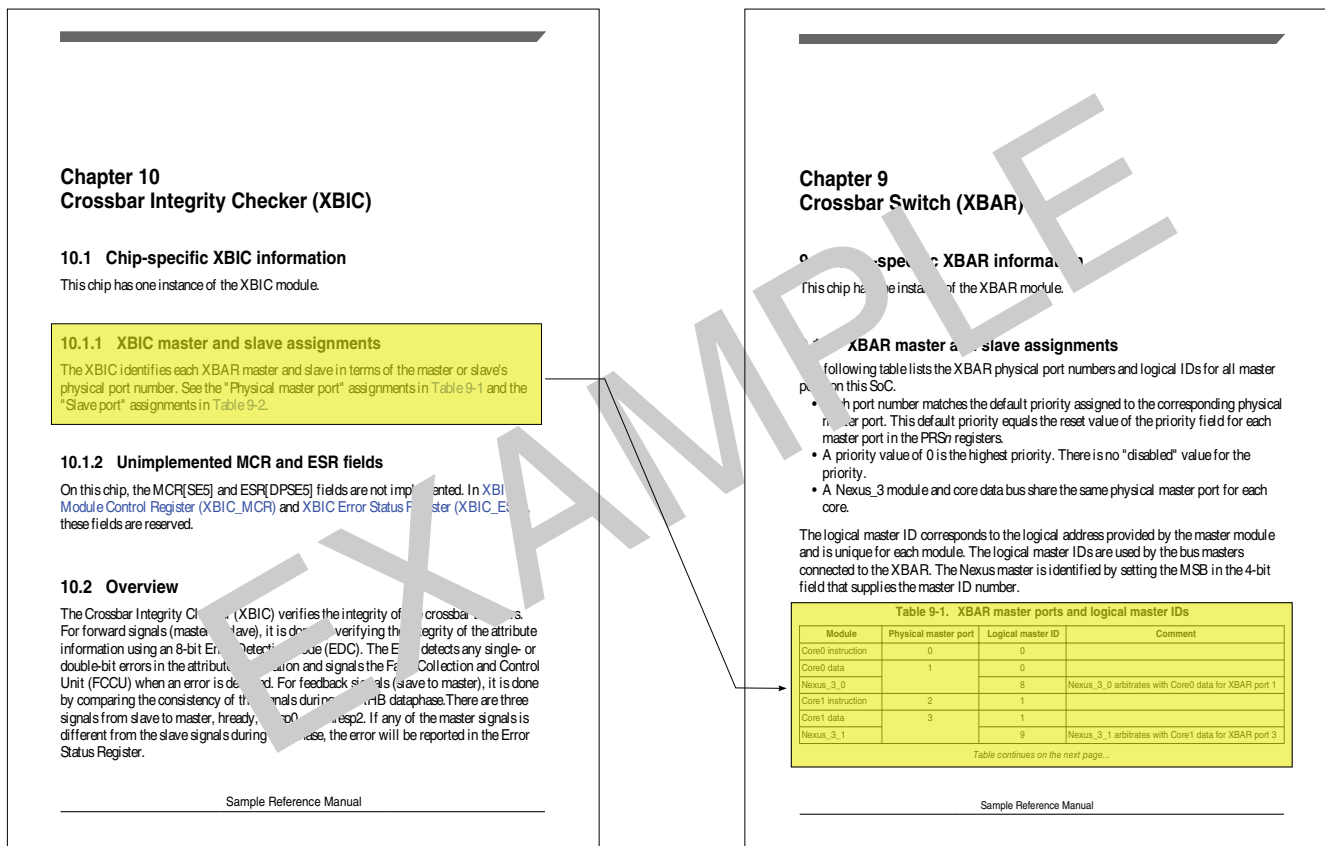 Chapter 10
Crossbar Integrity Checker (XBIC)
10.1 Chip-specific XBIC information
This chip has one instance of the XBIC module.
10.1.1 XBIC master and slave assignments
The XBIC identifies each XBAR master and slave in terms of the master or slave's
physical port number. See the "Physical master port" assignments in Table 9-1 and the
"Slave port" assignments in Table 9-2.
10.1.2 Unimplemented MCR and ESR fields
On this chip, the MCR[SE5] and ESR[DPSE5] fields are not implemented. In
Module Control Register (XBIC_MCR) and XBIC Error Status
these fields are reserved.
10.2 Overview
The Crossbar Integrity (XBIC) verifies the integrity of crossbar
For forward signals (master slave), it is verifying the integrity of the attribute
information using an 8-bit Error Detection (EDC). The detects any single- or
double-bit errors in the attribute and signals the Collection and Control
Unit (FCCU) when an error is For feedback signals (slave to master), it is done
by comparing the consistency of signals during dataphase.There are three
signals from slave to master, hready, If any of the master signals is
different from the slave signals during the error will be reported in the Error
Status Register.
Sample Reference Manual
Chapter 9
Crossbar Switch (XBAR)
XBAR information
This chip of the XBAR module.
XBAR master slave assignments
following table lists the XBAR physical port numbers and logical IDs for all master
on this SoC.
• port number matches the default priority assigned to the corresponding physical
port. This default priority equals the reset value of the priority field for each
master port in the PRSn registers.
• A priority value of 0 is the highest priority. There is no "disabled" value for the
priority.
• A Nexus_3 module and core data bus share the same physical master port for each
core.
The logical master ID corresponds to the logical address provided by the master module
and is unique for each module. The logical master IDs are used by the bus masters
connected to the XBAR. The Nexus master is identified by setting the MSB in the 4-bit
field that supplies the master ID number.
Table 9-1. XBAR master ports and logical master IDs
Module Physical master port Logical master ID Comment
Core0 instruction 0 0
Core0 data 1 0
Nexus_3_0 8 Nexus_3_0 arbitrates with Core0 data for XBAR port 1
Core1 instruction 2 1
Core1 data 3 1
Nexus_3_1 9 Nexus_3_1 arbitrates with Core1 data for XBAR port 3
Table continues on the next page...
Sample Reference Manual
EXAMPLE